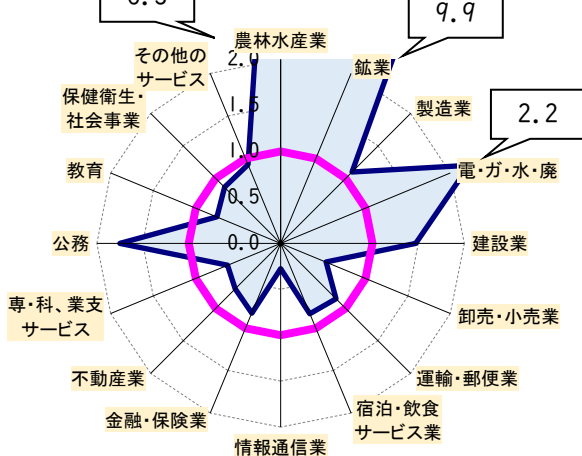 9.9
農林水産業
その他の
サービス
2.0
鉱業
保健衛生・
社会事業
1.5
製造業
2.2
1.0
教育
電・ガ・水・廃
0.5
公務
0.0
建設業
専・科、業支
サービス
卸売・小売業
不動産業
運輸・郵便業
金融・保険業
宿泊・飲食
サービス業
情報通信業